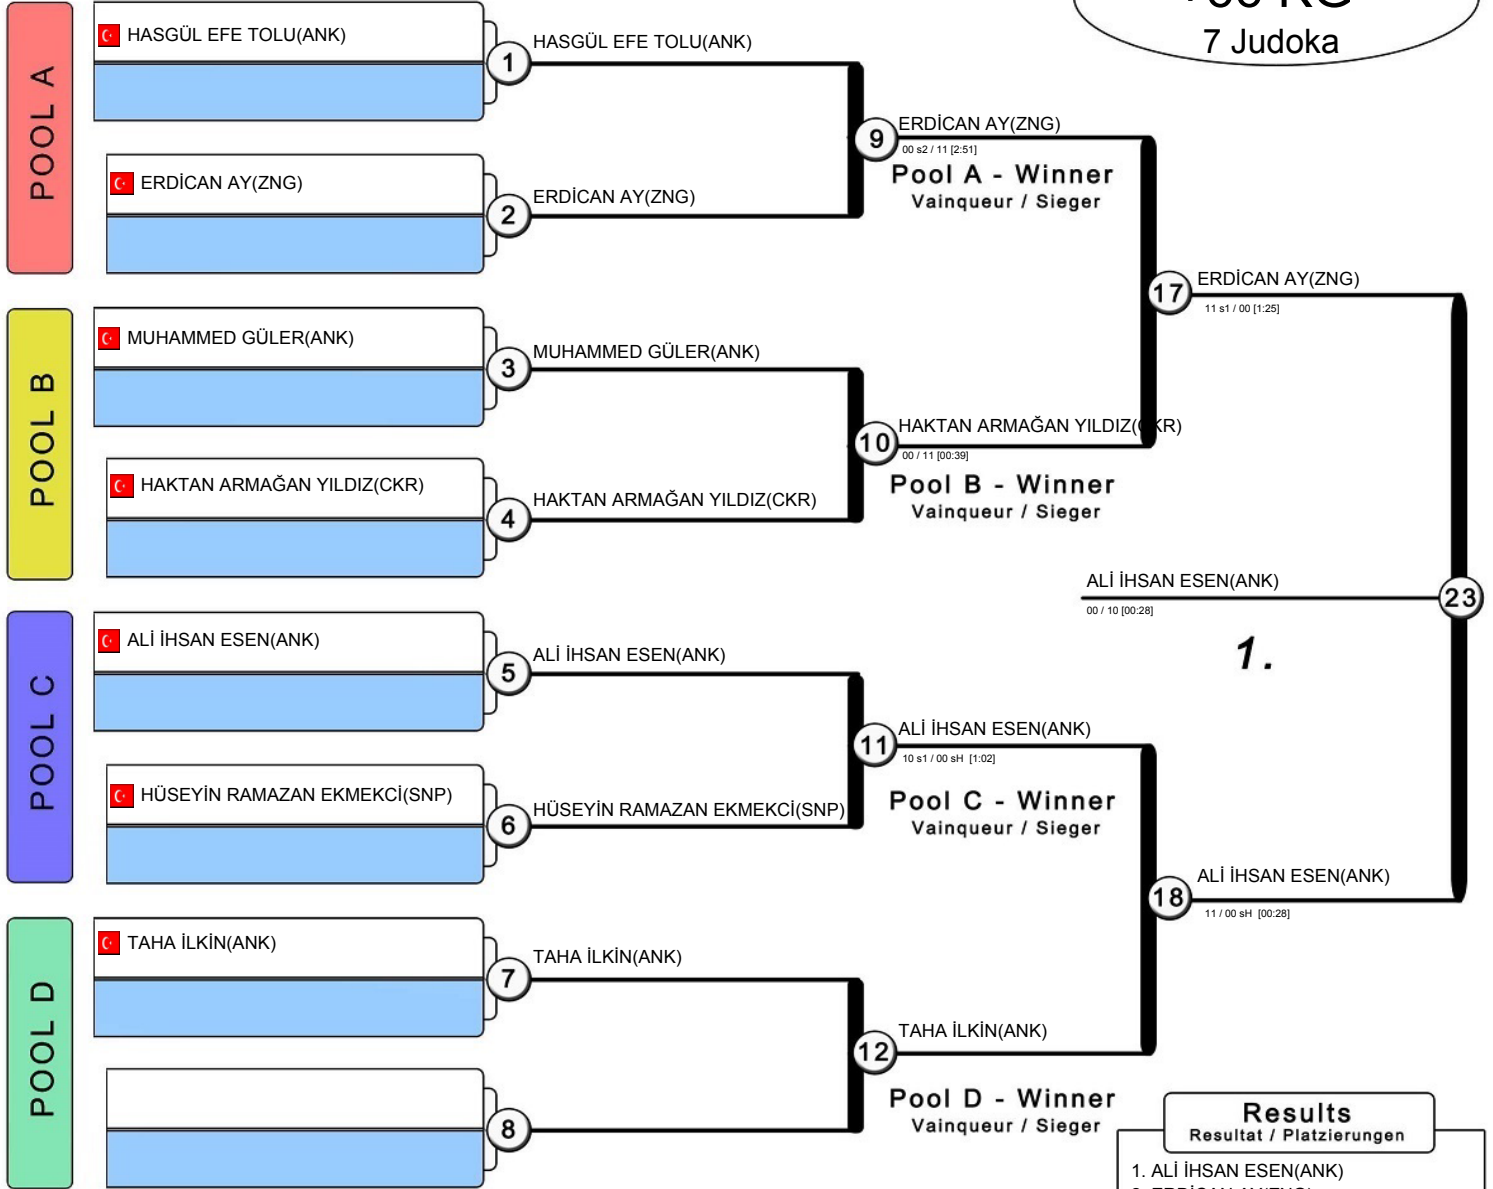 KG
7 Judoka
POOL A
HASGÜL EFE TOLU(ANK)
1
HASGÜL EFE TOLU(ANK)
ERDİCAN AY(ZNG)
2
ERDİCAN AY(ZNG)
9
ERDİCAN AY(ZNG)
00 s2 / 11 [2:51]
Pool A - Winner
Vainqueur / Sieger
17
ERDİCAN AY(ZNG)
11 s1 / 00 [1:25]
POOL B
MUHAMMED GÜLER(ANK)
3
MUHAMMED GÜLER(ANK)
HAKTAN ARMAĞAN YILDIZ(CKR)
4
HAKTAN ARMAĞAN YILDIZ(CKR)
10
HAKTAN ARMAĞAN YILDIZ(CKR)
00 / 11 [00:39]
Pool B - Winner
Vainqueur / Sieger
ALİ İHSAN ESEN(ANK)
23
00 / 10 [00:28]
1.
POOL C
ALİ İHSAN ESEN(ANK)
5
ALİ İHSAN ESEN(ANK)
HÜSEYİN RAMAZAN EKMEKCİ(SNP)
6
HÜSEYİN RAMAZAN EKMEKCİ(SNP)
11
ALİ İHSAN ESEN(ANK)
10 s1 / 00 sH [1:02]
Pool C - Winner
Vainqueur / Sieger
18
ALİ İHSAN ESEN(ANK)
11 / 00 sH [00:28]
POOL D
TAHA İLKİN(ANK)
7
TAHA İLKİN(ANK)
8
12
TAHA İLKİN(ANK)
Pool D - Winner
Vainqueur / Sieger
Results
Resultat / Platzierungen
1. ALİ İHSAN ESEN(ANK)
2. ERDİCAN AY(ZNG)